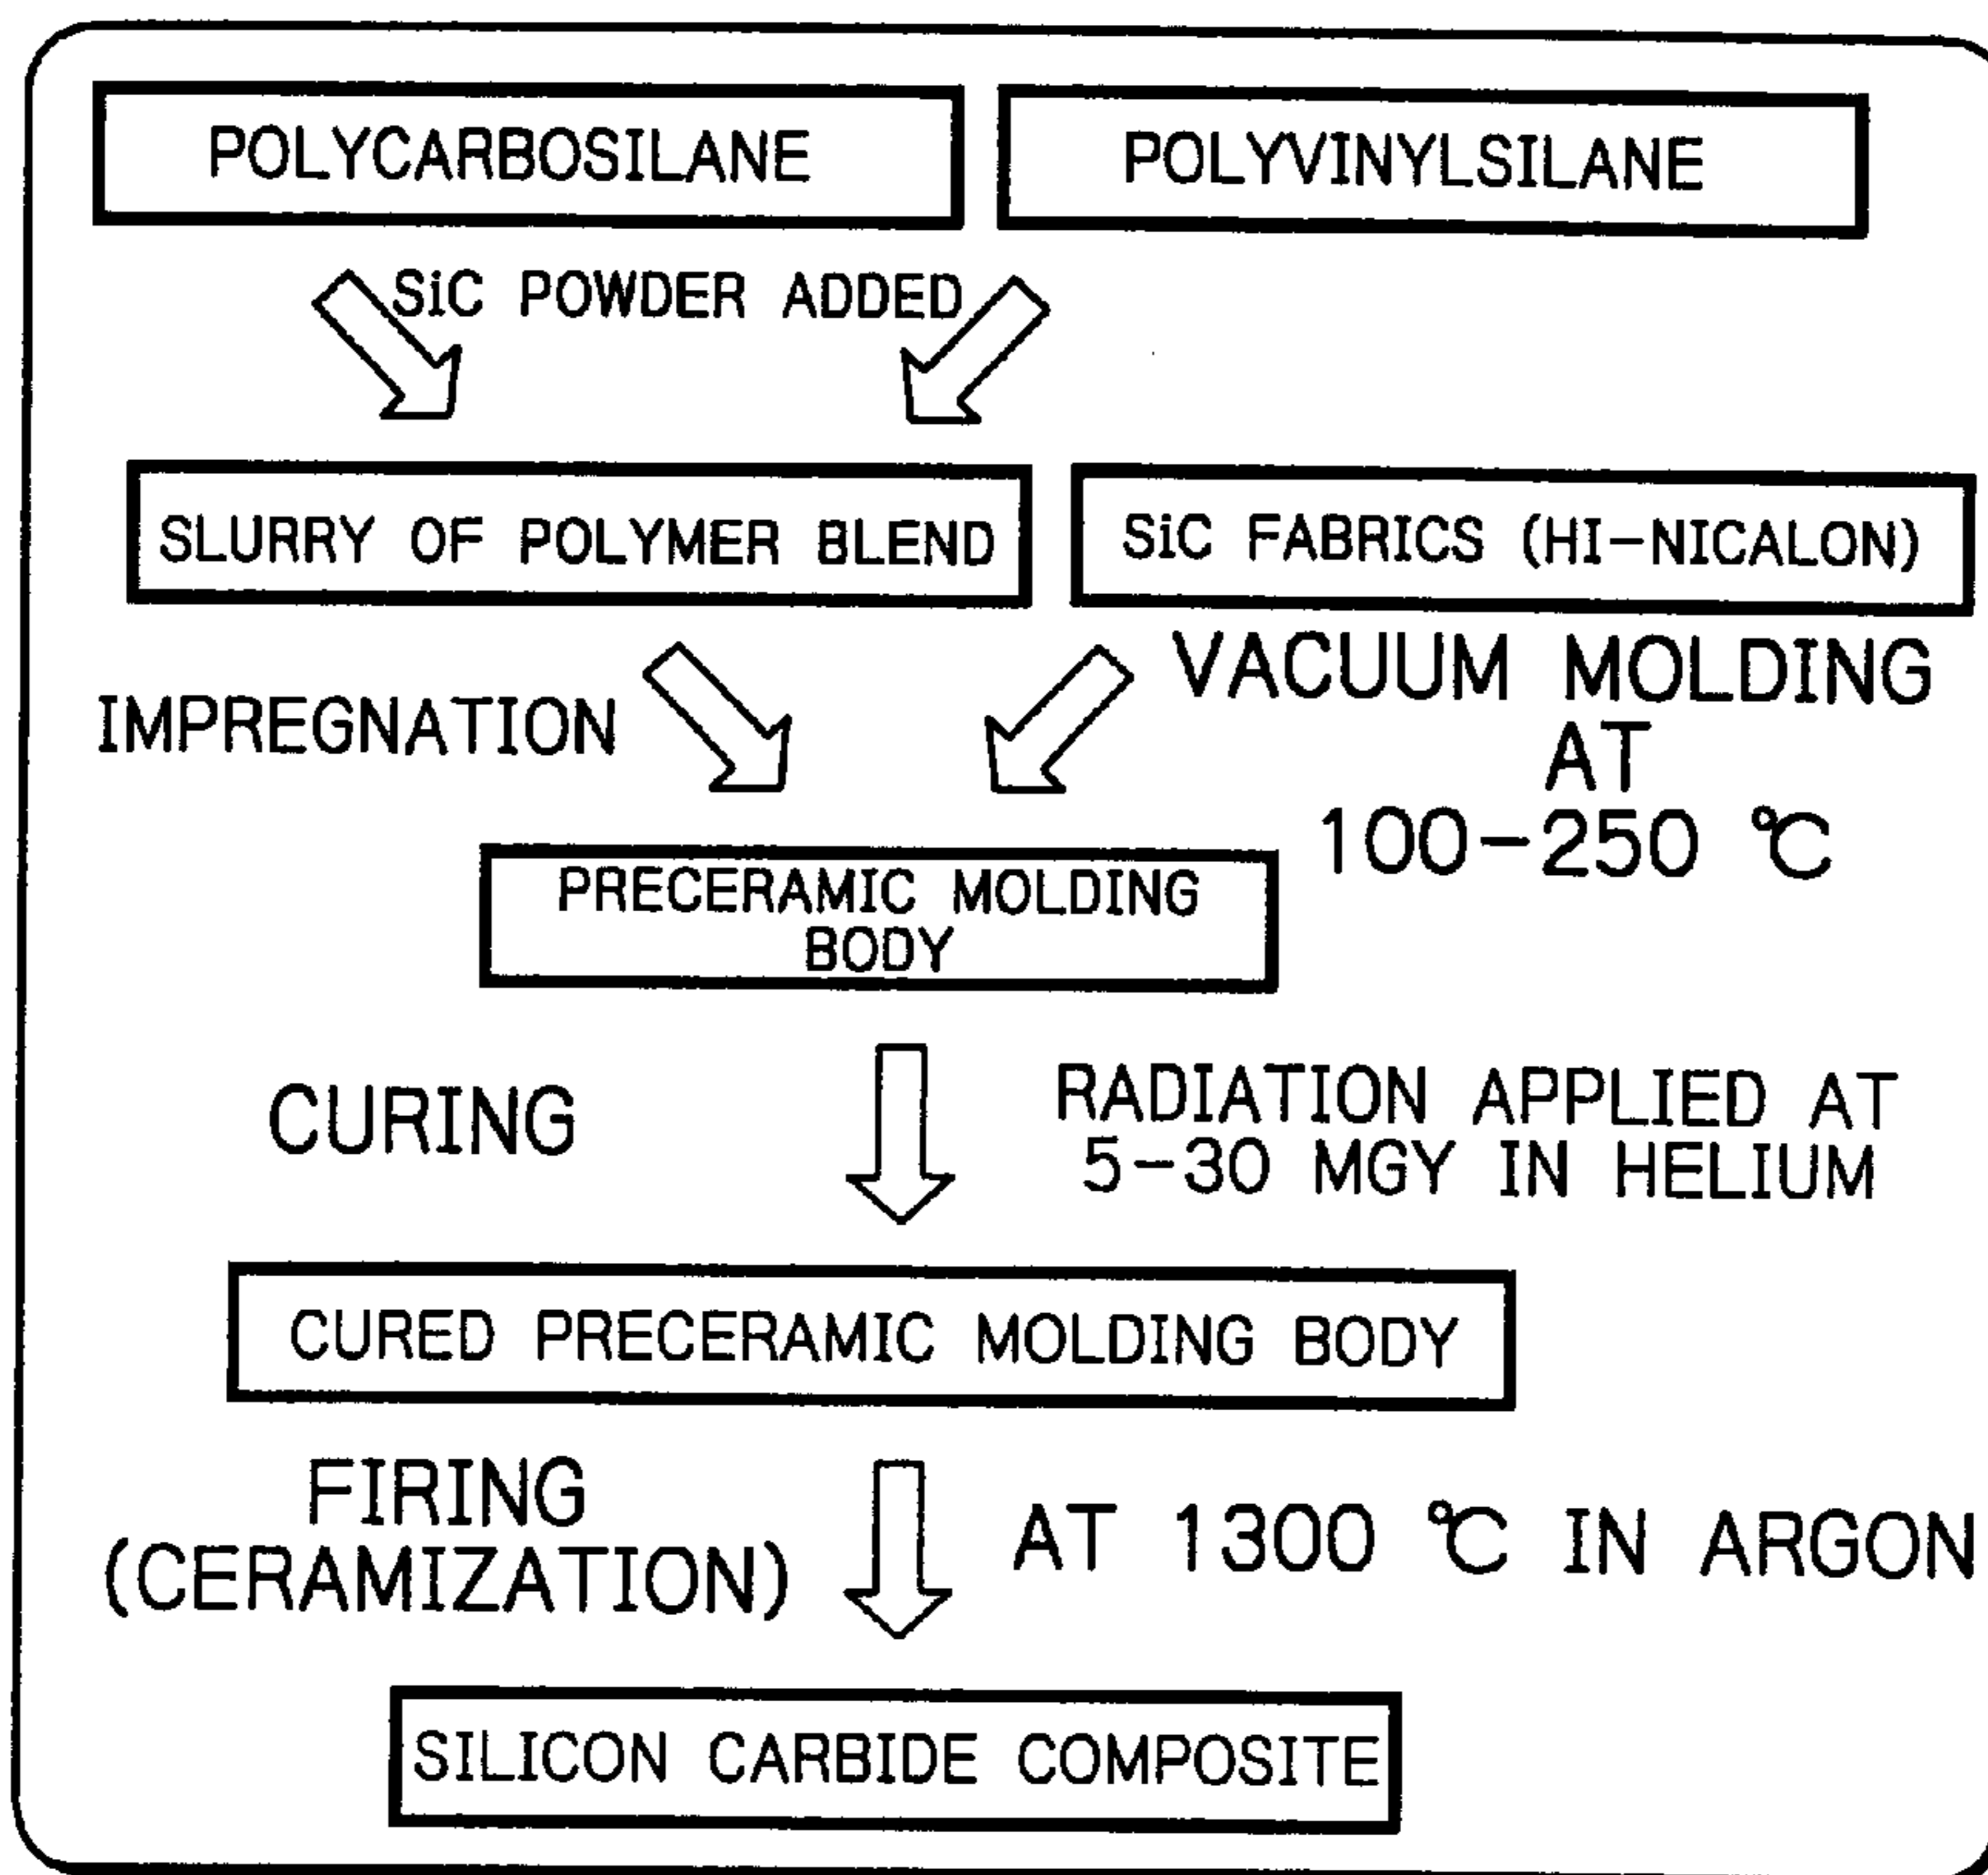 POLYCARBOSILANE
POLYVINYLSILANE
SiC POWDER ADDED
SLURRY OF POLYMER BLEND
SiC FABRICS (HI-NICALON)
IMPREGNATION
VACUUM MOLDING
AT
100-250 ℃
PRECERAMIC MOLDING
BODY
CURING
RADIATION APPLIED AT
5-30 MGY IN HELIUM
CURED PRECERAMIC MOLDING BODY
FIRING
(CERAMIZATION)
AT 1300 ℃ IN ARGON
SILICON CARBIDE COMPOSITE